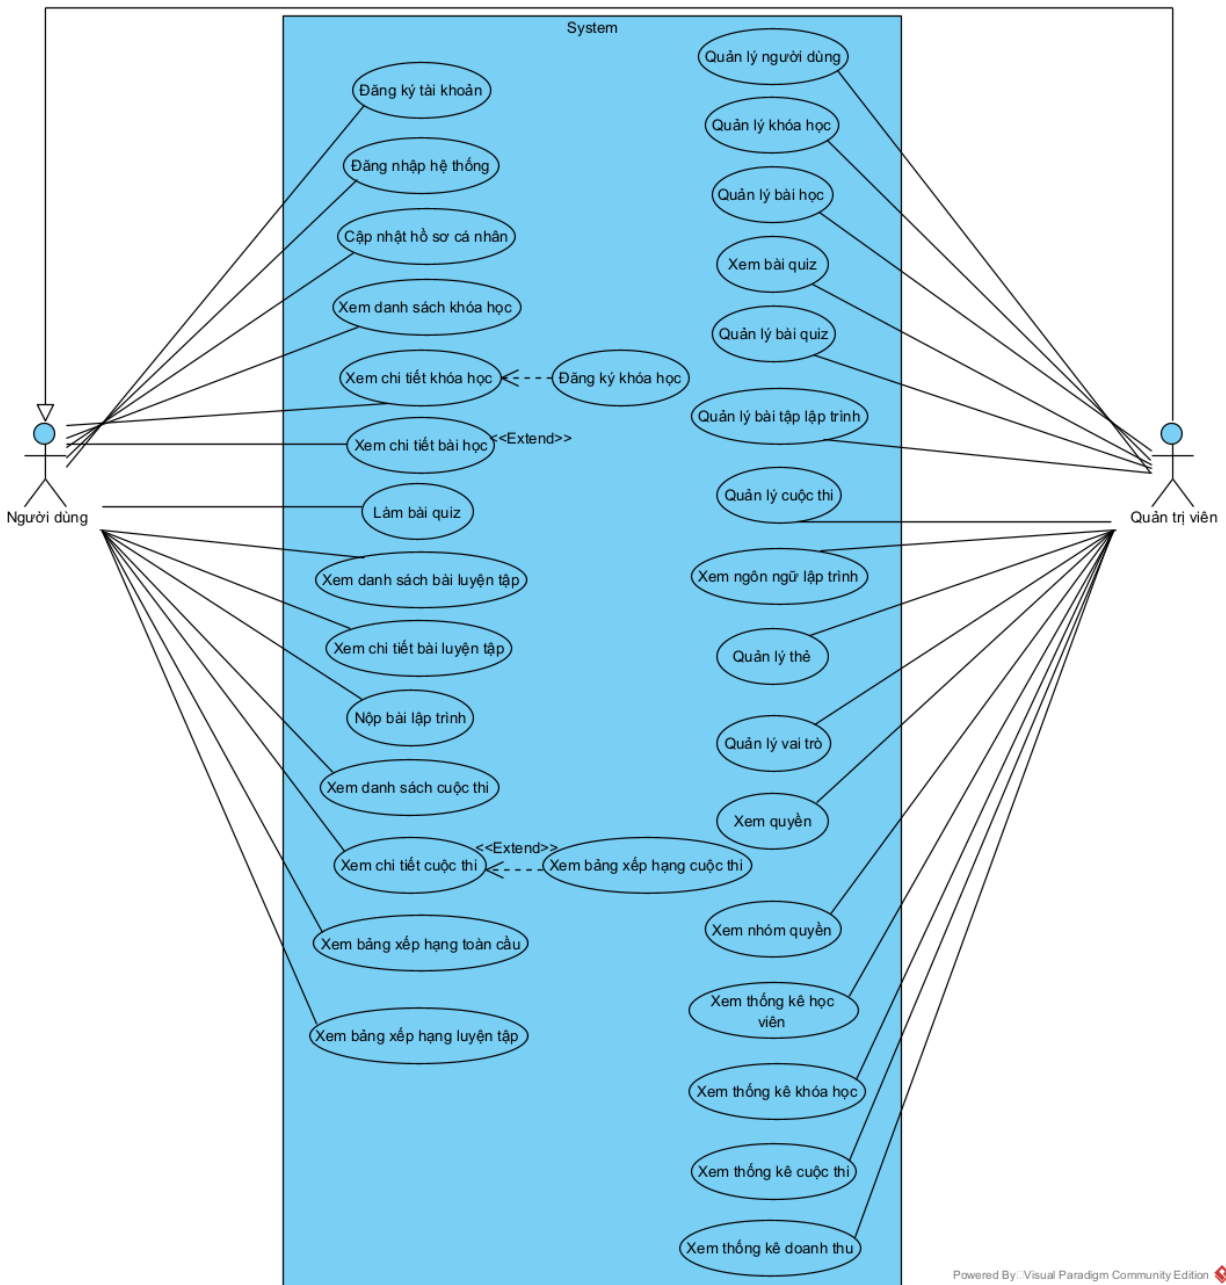 System
Đăng ký tài khoản
Đăng nhập hệ thống
Cập nhật hồ sơ cá nhân
Xem danh sách khóa học
Xem chi tiết khóa học
Đăng ký khóa học
<<Extend>>
Xem chi tiết bài học
Làm bài quiz
Xem danh sách bài luyện tập
Xem chi tiết bài luyện tập
Nộp bài lập trình
Xem danh sách cuộc thi
<<Extend>>
Xem chi tiết cuộc thi
Xem bảng xếp hạng cuộc thi
Xem bảng xếp hạng toàn cầu
Xem bảng xếp hạng luyện tập
Người dùng
Quản lý người dùng
Quản lý khóa học
Quản lý bài học
Xem bài quiz
Quản lý bài quiz
Quản lý bài tập lập trình
Quản lý cuộc thi
Xem ngôn ngữ lập trình
Quản lý thẻ
Quản lý vai trò
Xem quyền
Xem nhóm quyền
Xem thống kê học
viên
Xem thống kê khóa học
Xem thống kê cuộc thi
Xem thống kê doanh thu
Quản trị viên
Powered By Visual Paradigm Community Edition